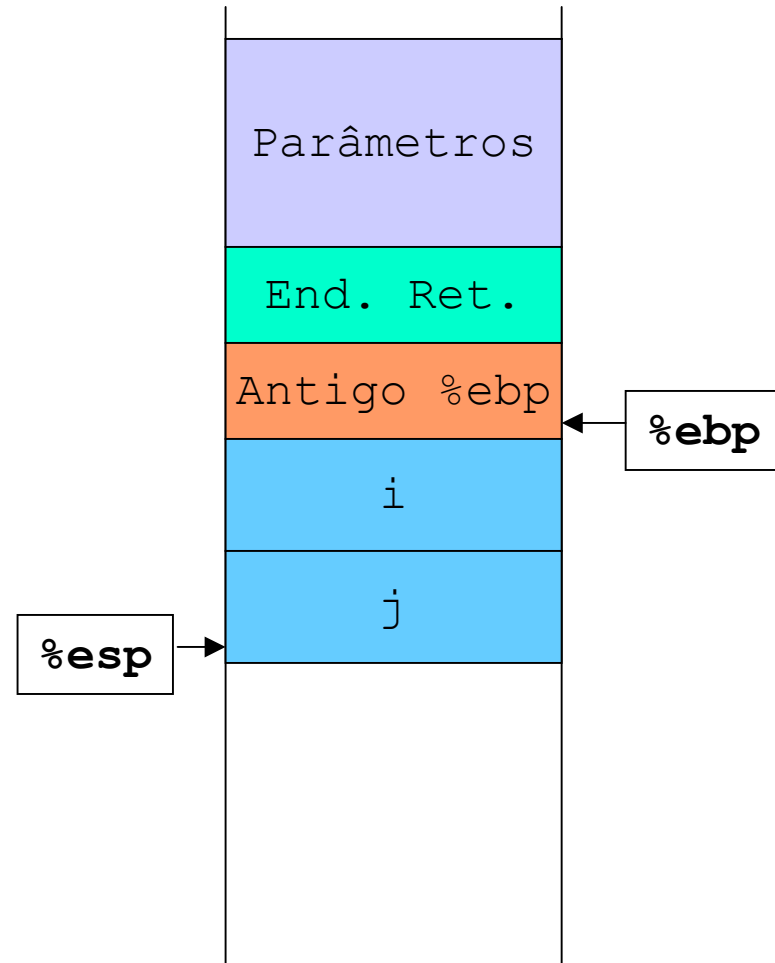 Parâmetros
End. Ret.
Antigo %ebp
%ebp
i
j
%esp